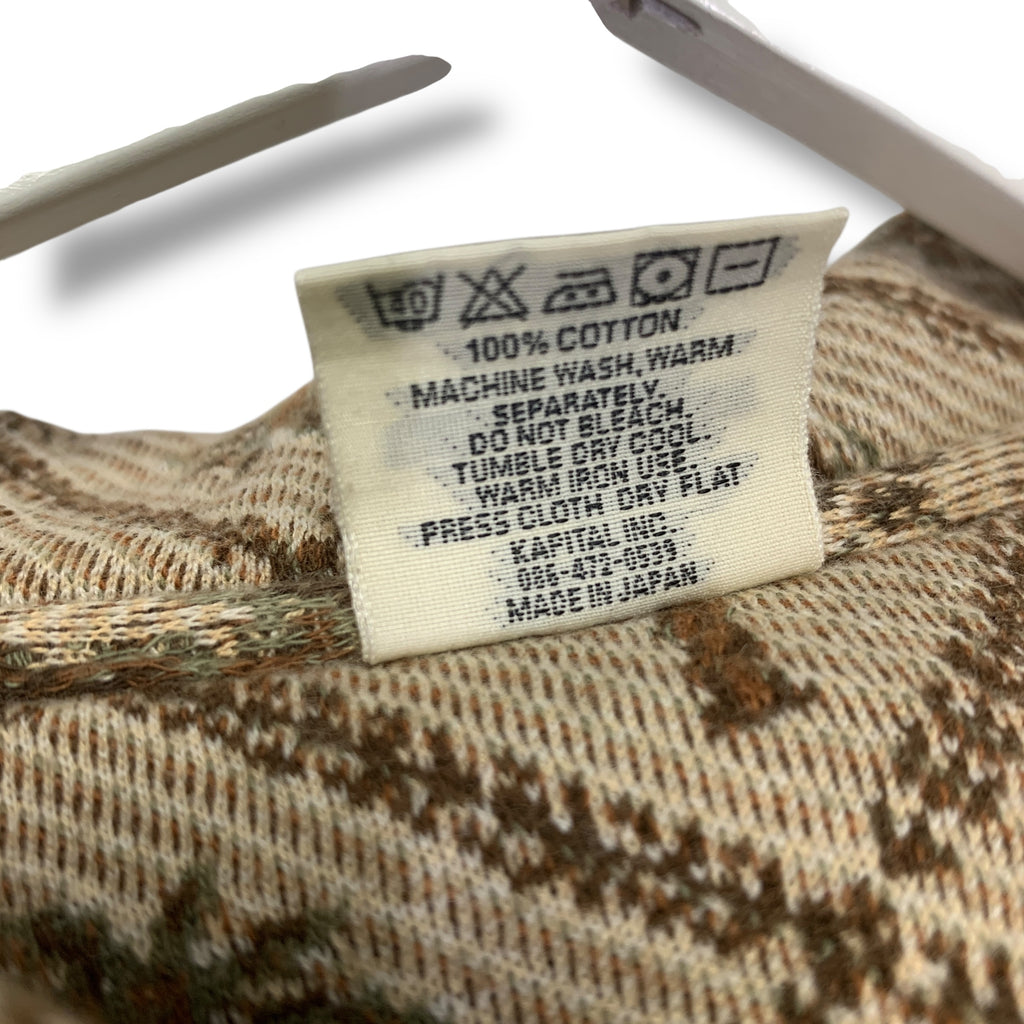 40
100% COTTON
MACHINE WASH, WARM
SEPARATELY.
DO NOT BLEACH.
TUMBLE DRY COOL.
WARM IRON USE.
PRESS CLOTH DRY FLAT
KAPITAL INC
086-472-0539
MADE IN JAPAN